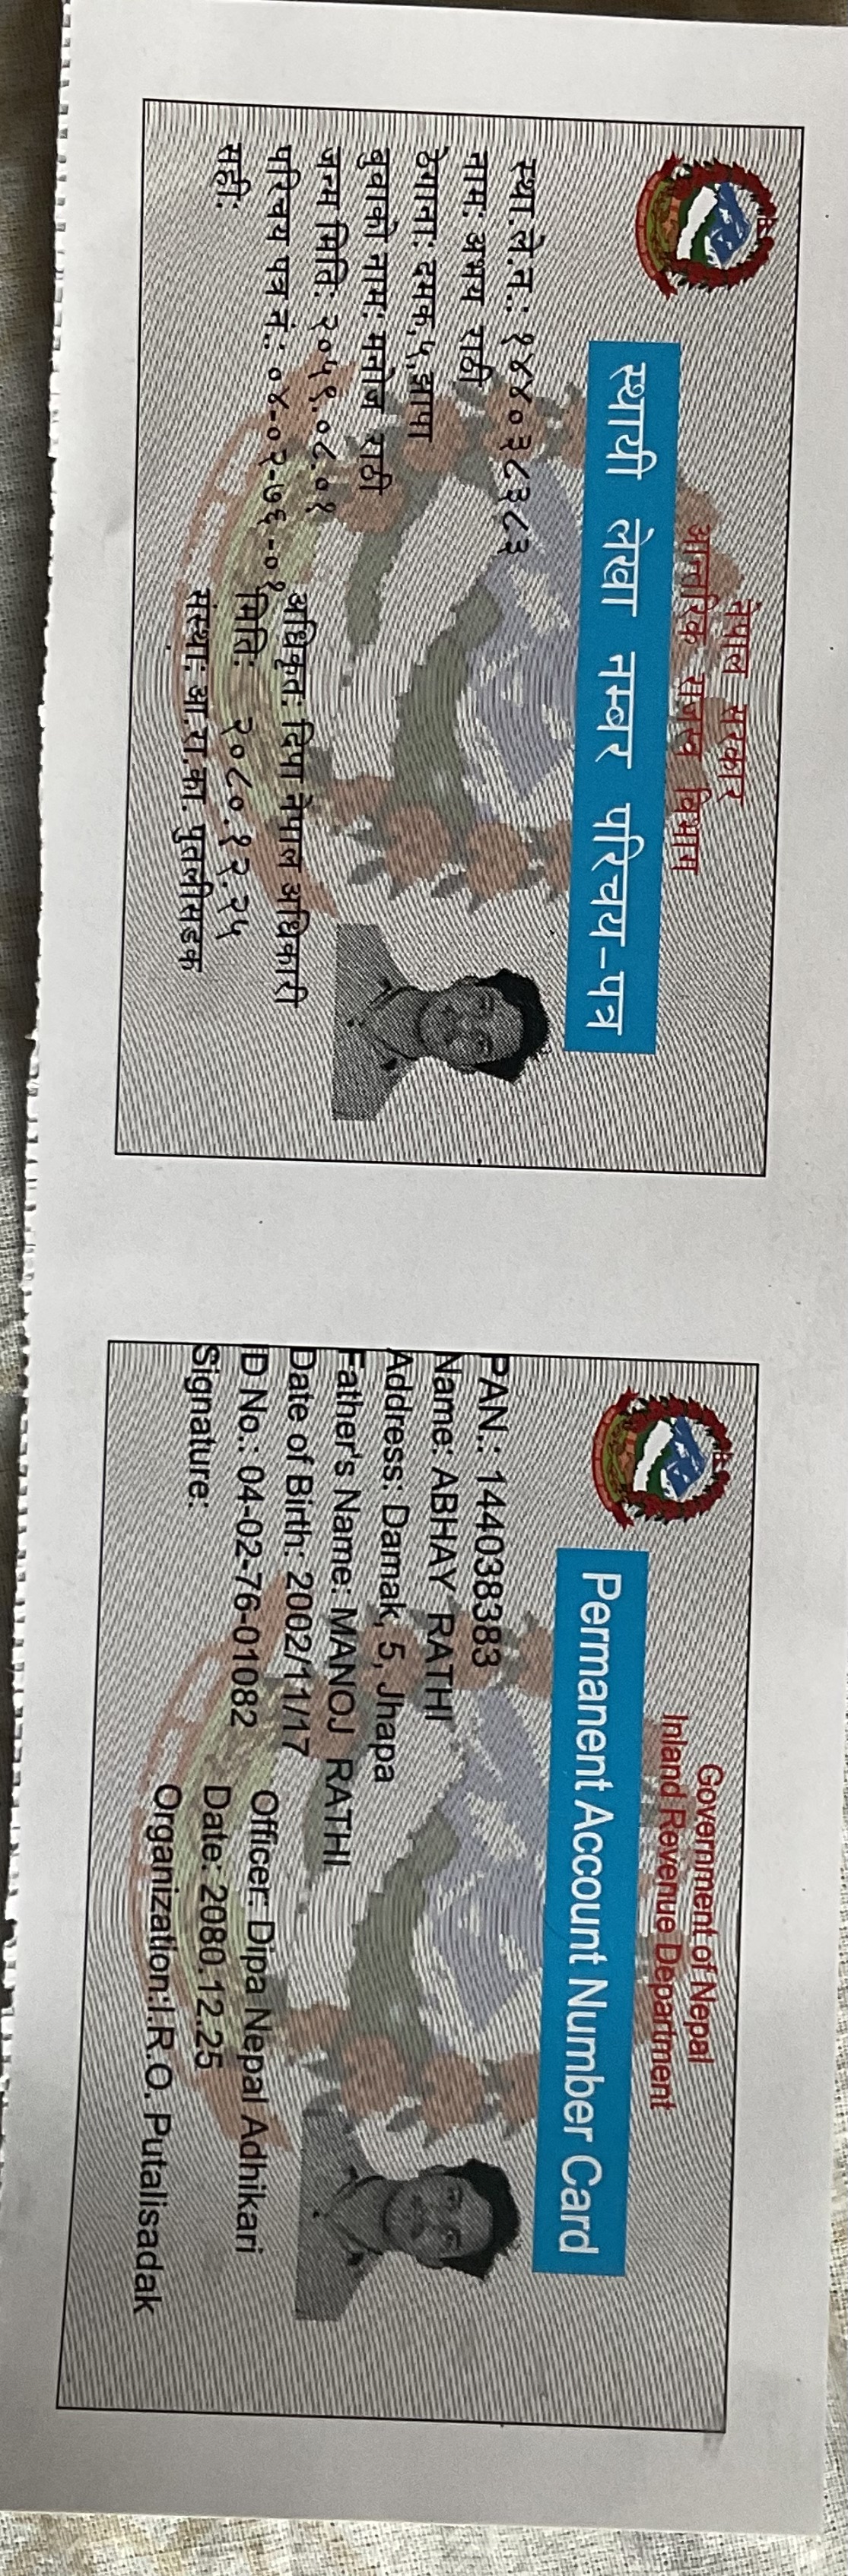 नेपाल सरकार
आन्तरिक राजस्व विभाग
स्थायी लेखा नम्बर परिचय-पत्र
स्था.ले.न.: १४४०३८३८३
नाम: अभय राठी
ठेगाना: दमक,५,झापा
बुवाको नाम: मनोज राठी
जन्म मिति: २०५९.०८.०१
परिचय पत्र नं.: ०४-०२-७६-०१
सही:
अधिकृत: दिपा नेपाल अधिकारी
मिति: २०८०.१२.२५
संस्था: आ.रा.का. पुतलीसडक
Government of Nepal
Inland Revenue Department
Permanent Account Number Card
PAN.: 144038383
Name: ABHAY RATHI
Address: Damak, 5, Jhapa
Father's Name: MANOJ RATHI
Date of Birth: 2002/11/17
ID No.: 04-02-76-01082
Signature:
Officer: Dipa Nepal Adhikari
Date: 2080.12.25
Organization:I.R.O. Putalisadak